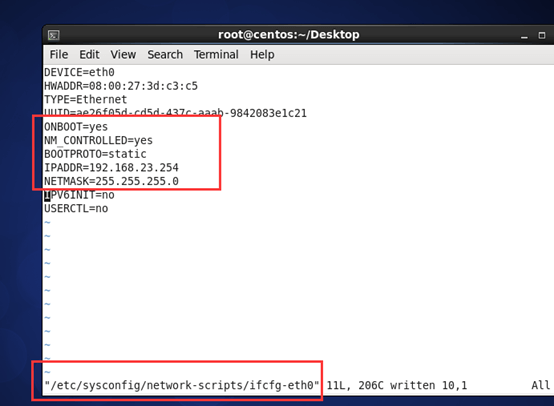 root@centos:~/Desktop
File Edit View Search Terminal Help
DEVICE=eth0
HWADDR=08:00:27:3d:c3:c5
TYPE=Ethernet
UUID=ae26f05d-cd5d-437c-aaab-9842083e1c21
ONBOOT=yes
NM_CONTROLLED=yes
BOOTPROTO=static
IPADDR=192.168.23.254
NETMASK=255.255.255.0
IPV6INIT=no
USERCTL=no
~
~
~
~
~
~
~
~
~
~
~
~
"/etc/sysconfig/network-scripts/ifcfg-eth0" 11L, 206C written 10,1 All